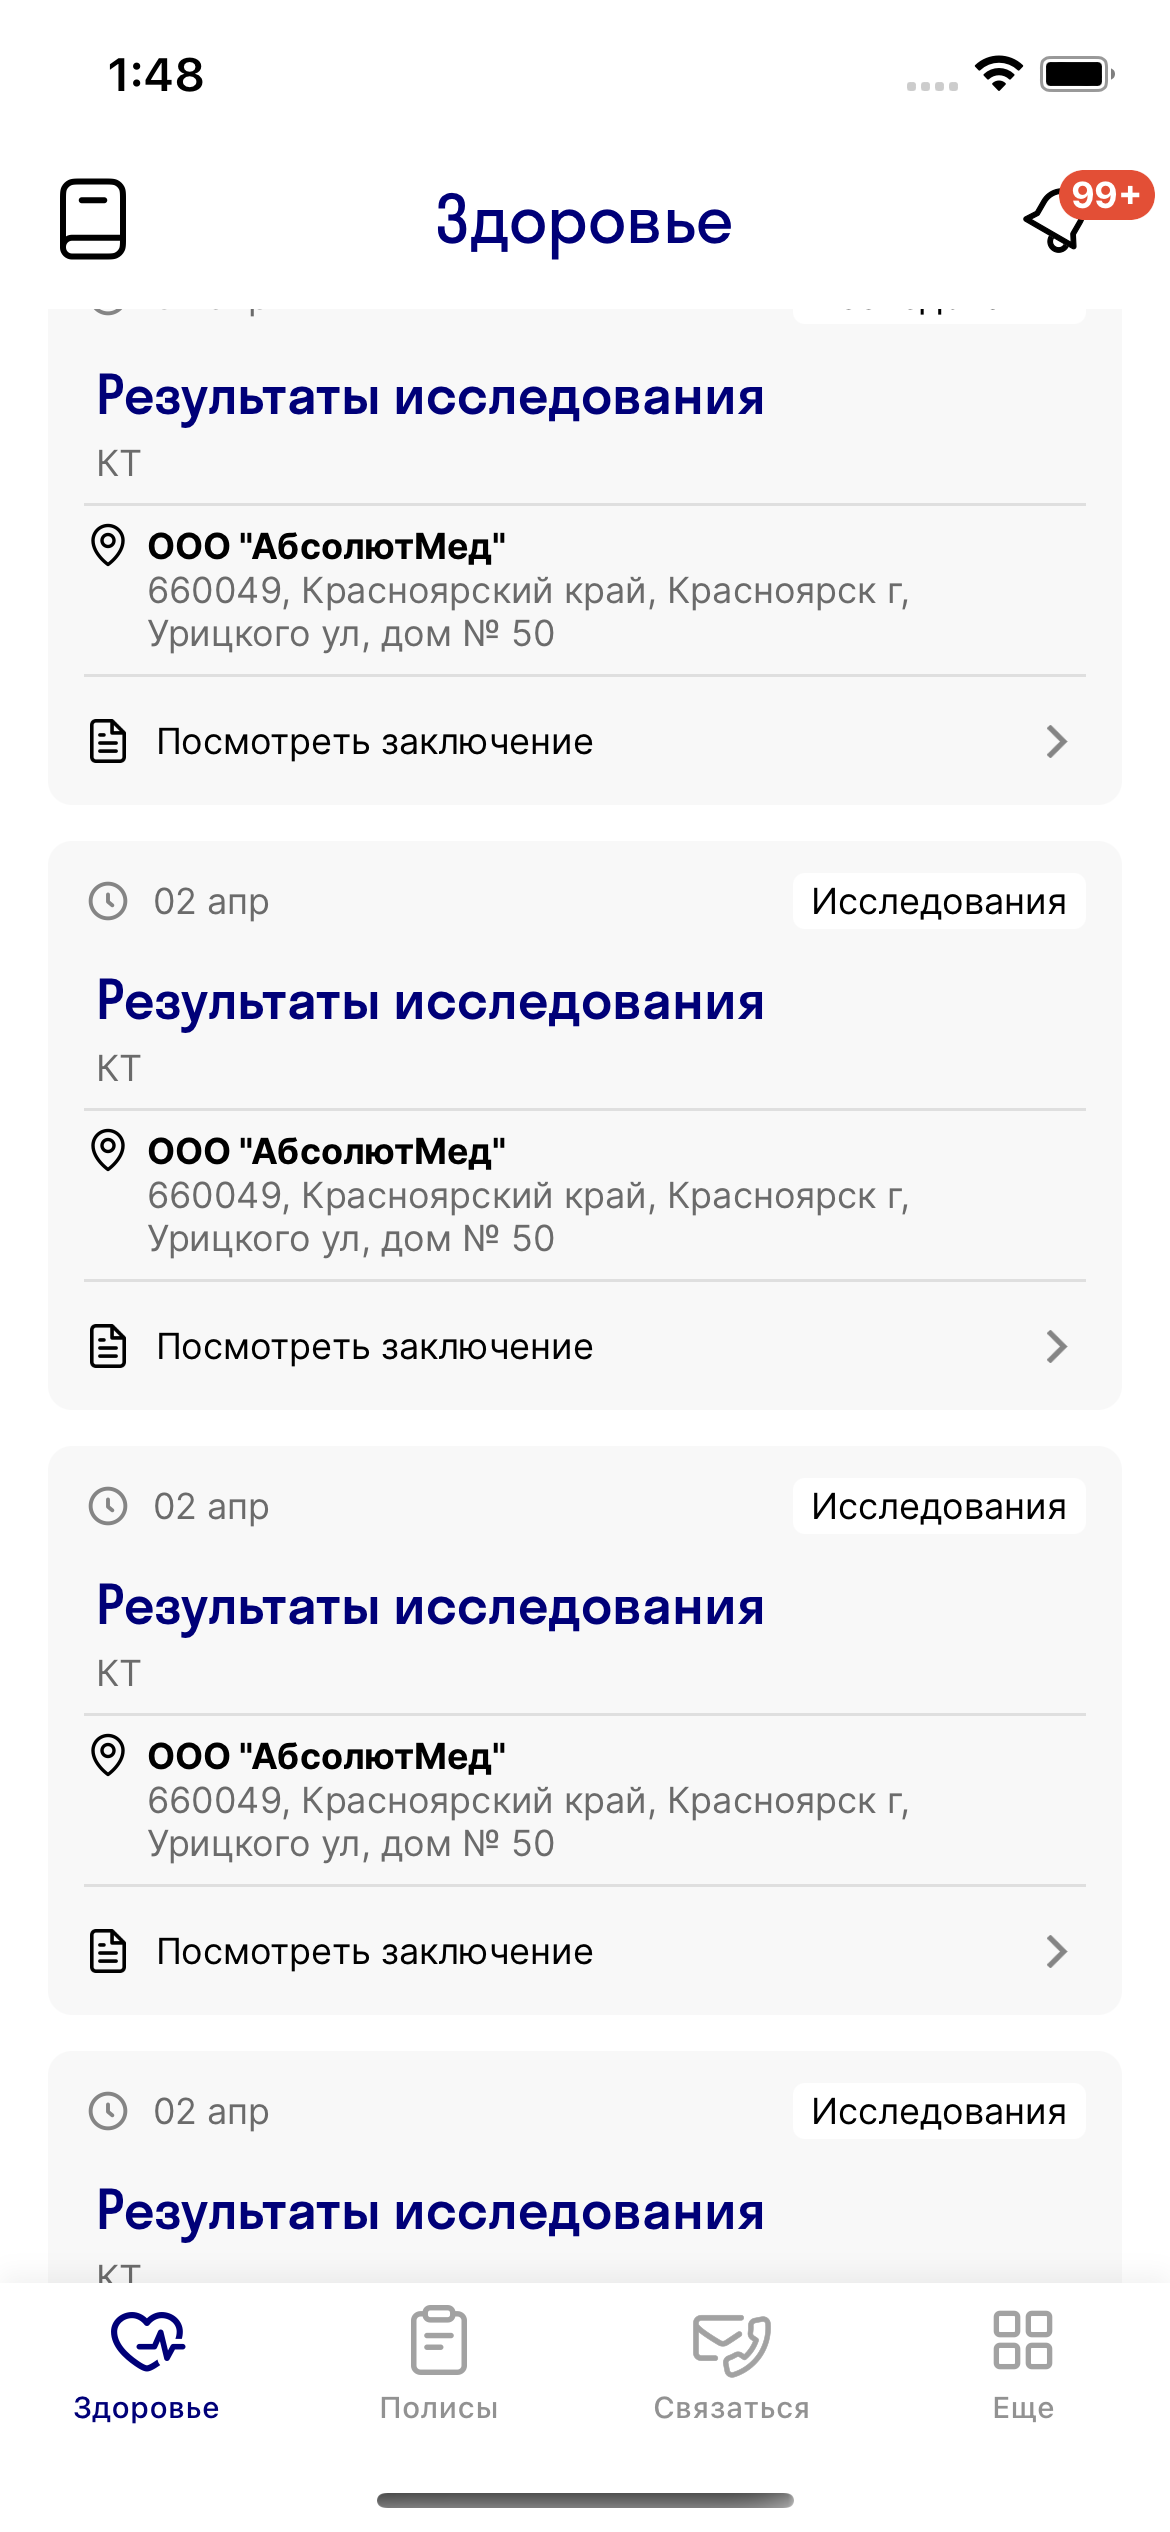 1:48
Здоровье
99+
Результаты исследования
КТ
ООО "АбсолютМед"
660049, Красноярский край, Красноярск г,
Урицкого ул, дом № 50
Посмотреть заключение
02 апр
Исследования
Результаты исследования
КТ
ООО "АбсолютМед"
660049, Красноярский край, Красноярск г,
Урицкого ул, дом № 50
Посмотреть заключение
02 апр
Исследования
Результаты исследования
КТ
ООО "АбсолютМед"
660049, Красноярский край, Красноярск г,
Урицкого ул, дом № 50
Посмотреть заключение
02 апр
Исследования
Результаты исследования
КТ
Здоровье
Полисы
Связаться
Еще